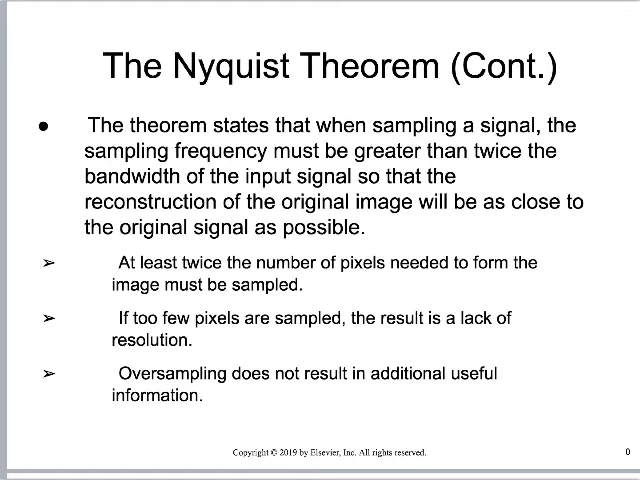 The Nyquist Theorem (Cont.)
● The theorem states that when sampling a signal, the
sampling frequency must be greater than twice the
bandwidth of the input signal so that the
reconstruction of the original image will be as close to
the original signal as possible.
➢ At least twice the number of pixels needed to form the
image must be sampled.
➢ If too few pixels are sampled, the result is a lack of
resolution.
➢ Oversampling does not result in additional useful
information.
Copyright © 2019 by Elsevier, Inc. All rights reserved.
0